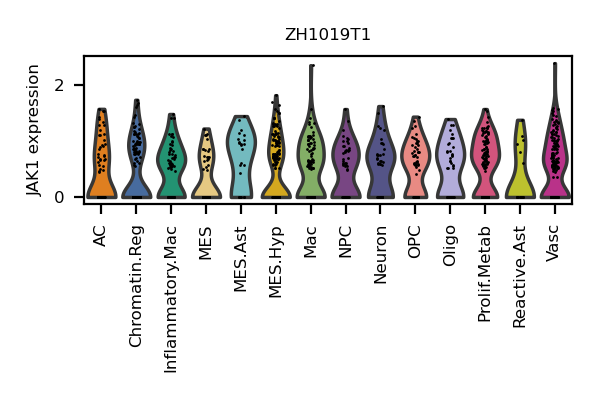 ZH1019T1
JAK1 expression
2
0
AC
Chromatin.Reg
Inflammatory.Mac
MES
MES.Ast
MES.Hyp
Mac
NPC
Neuron
OPC
Oligo
Prolif.Metab
Reactive.Ast
Vasc